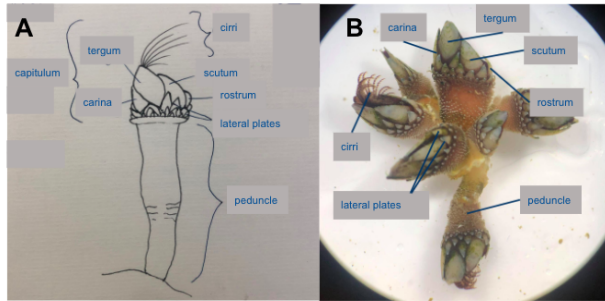 A
cirri
tergum
capitulum
scutum
carina
rostrum
lateral plates
peduncle
B
tergum
carina
scutum
rostrum
cirri
lateral plates
peduncle